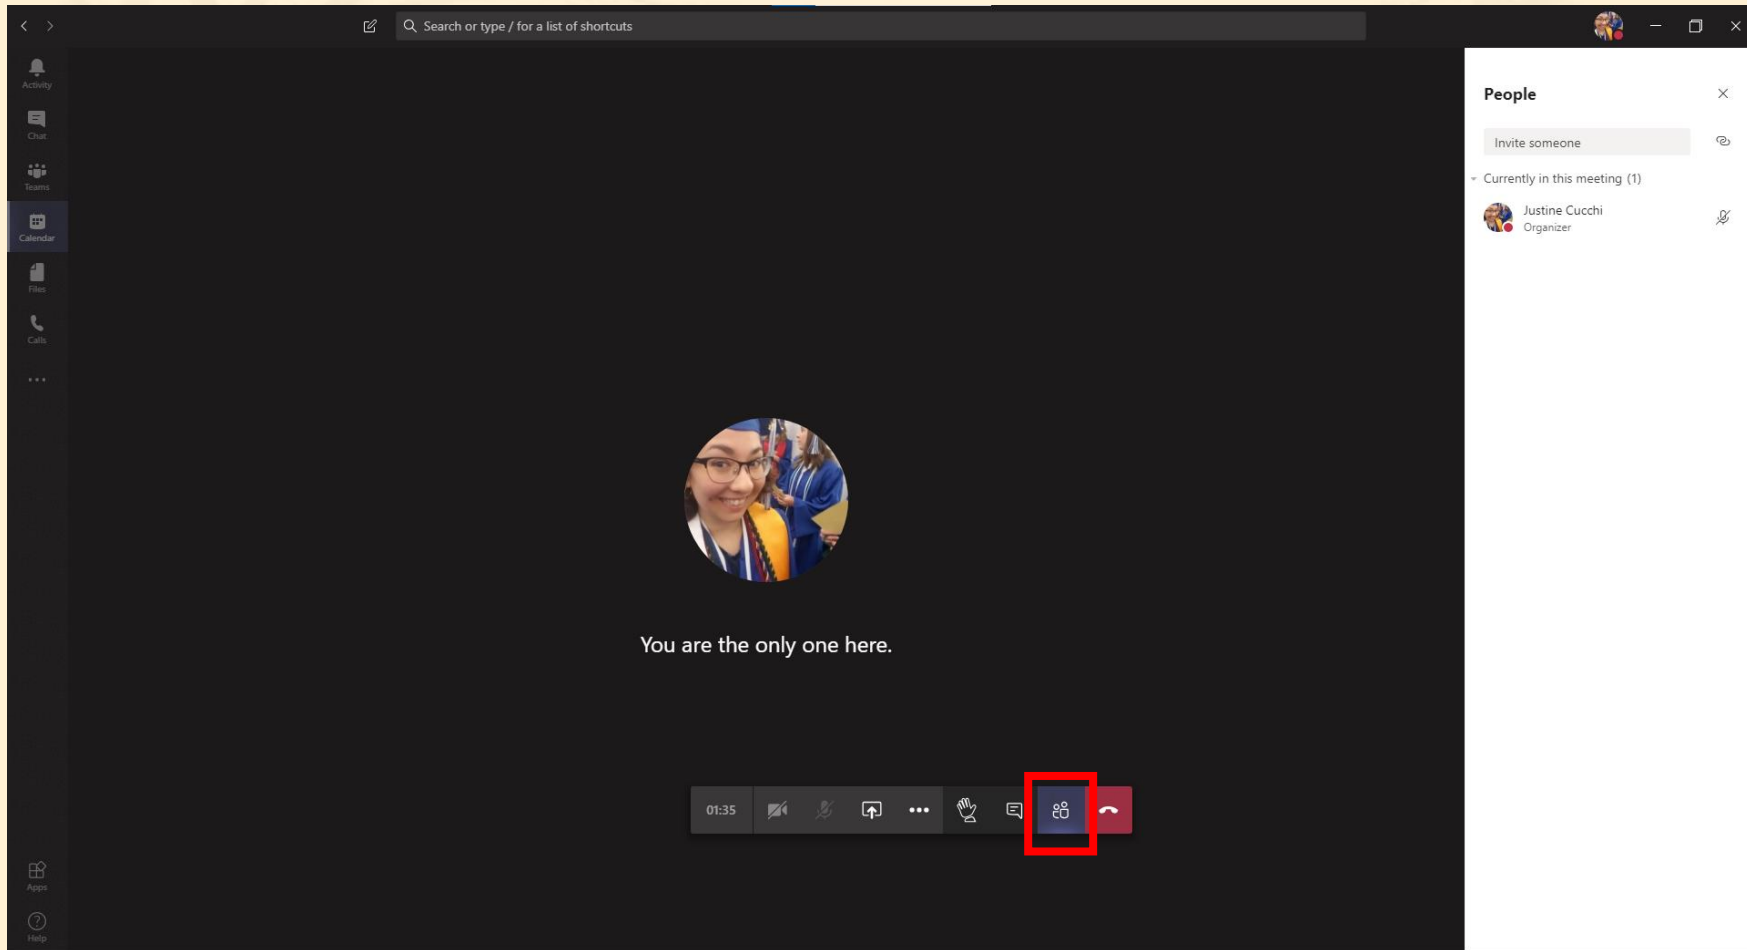 Search or type / for a list of shortcuts
Activity
Chat
Teams
Calendar
Files
Calls
Apps
Help
You are the only one here.
01:35
People
Invite someone
Currently in this meeting (1)
Justine Cucchi
Organizer